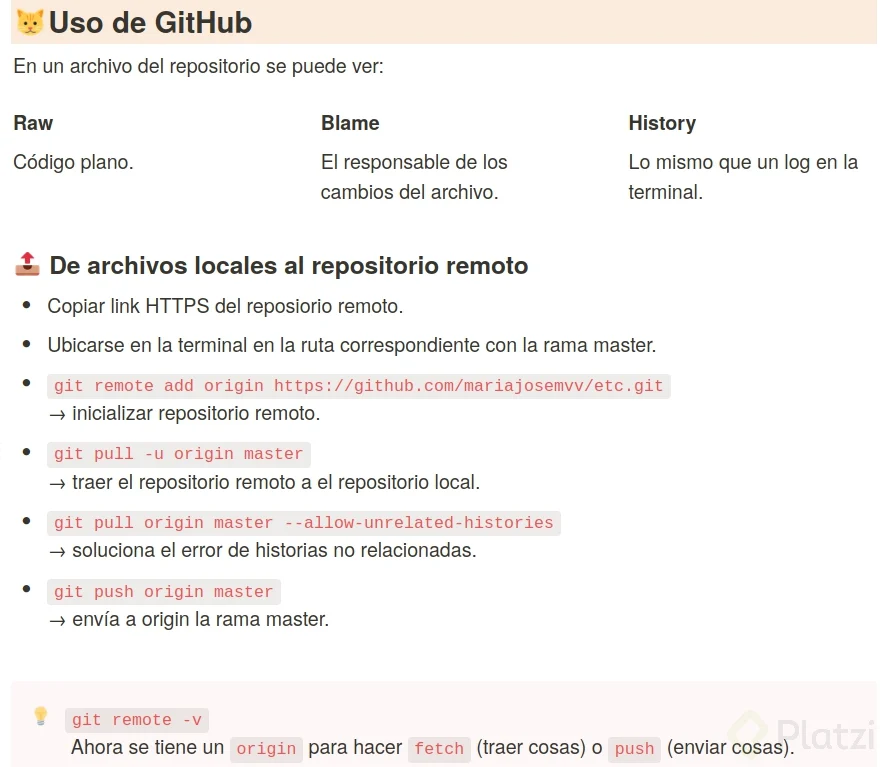 Uso de GitHub
En un archivo del repositorio se puede ver:
Raw
Código plano.
Blame
El responsable de los
cambios del archivo.
History
Lo mismo que un log en la
terminal.
De archivos locales al repositorio remoto
• Copiar link HTTPS del reposiorio remoto.
• Ubicarse en la terminal en la ruta correspondiente con la rama master.
• git remote add origin https://github.com/mariajosemvv/etc.git
→ inicializar repositorio remoto.
• git pull -u origin master
→ traer el repositorio remoto a el repositorio local.
• git pull origin master --allow-unrelated-histories
→ soluciona el error de historias no relacionadas.
• git push origin master
→ envía a origin la rama master.
git remote -v
Ahora se tiene un origin para hacer fetch (traer cosas) o push (enviar cosas).
Platzi